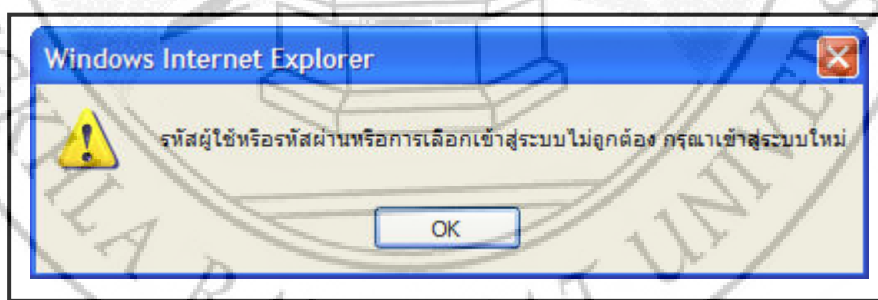 Windows Internet Explorer
รหัสผู้ใช้หรือรหัสผ่านหรือการเลือกเข้าสู่ระบบไม่ถูกต้อง กรุณาเข้าสู่ระบบใหม่
OK